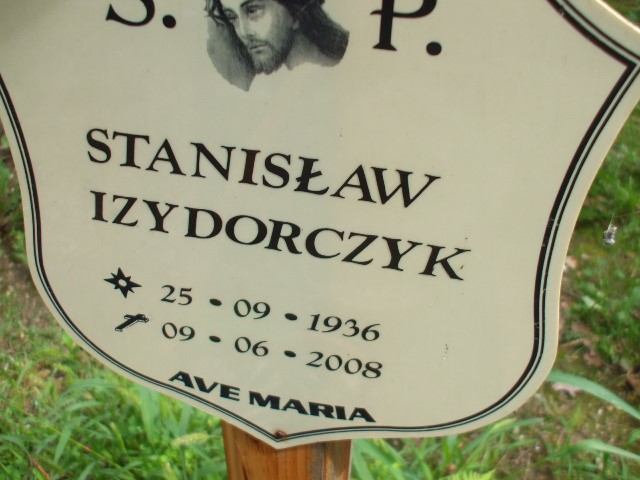 S. P.
STANISŁAW
IZYDORCZYK
25 • 09 • 1936
09 • 06 • 2008
AVE MARIA